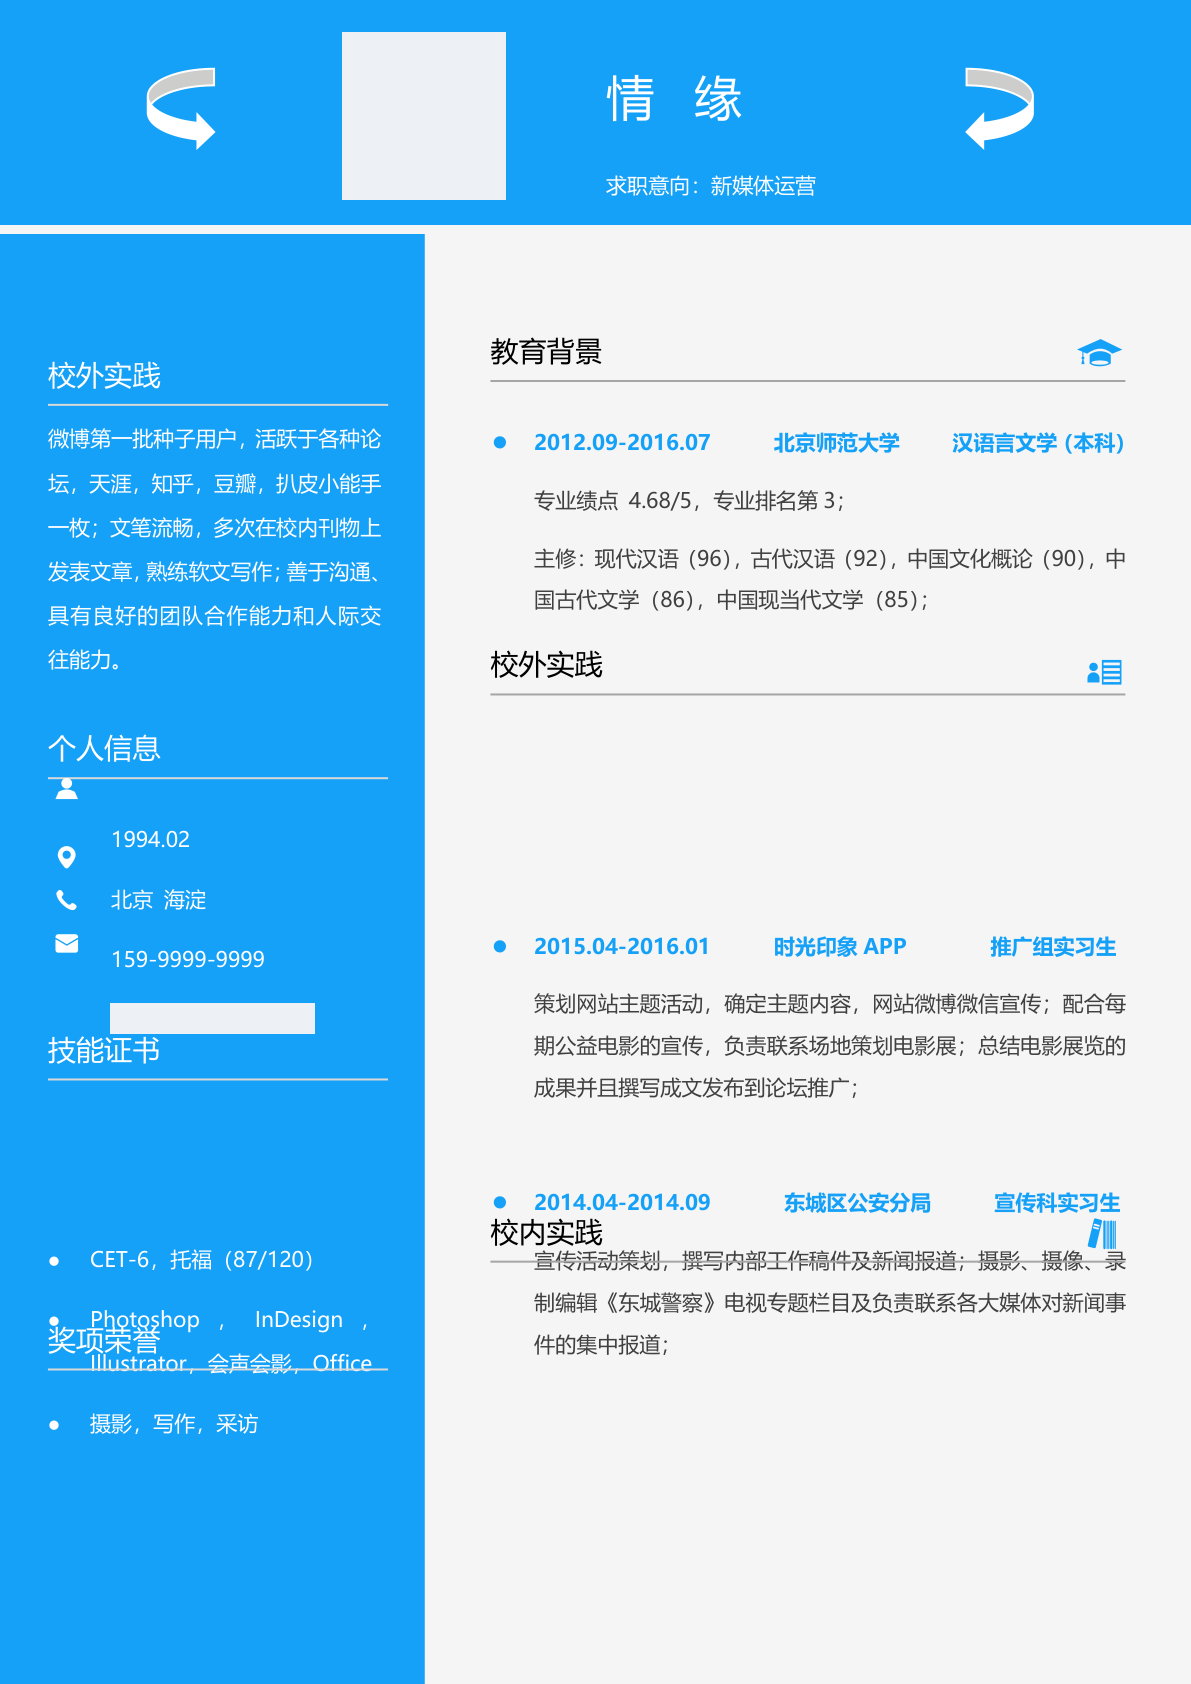 情 缘
求职意向：新媒体运营
校外实践
微博第一批种子用户，活跃于各种论
坛，天涯，知乎，豆瓣，扒皮小能手
一枚；文笔流畅，多次在校内刊物上
发表文章，熟练软文写作；善于沟通、
具有良好的团队合作能力和人际交
往能力。
个人信息
1994.02
北京 海淀
159-9999-9999
技能证书
CET-6，托福（87/120）
Photoshop ， InDesign ，
奖项荣誉
Illustrator，会声会影，Office
摄影，写作，采访
教育背景
2012.09-2016.07 北京师范大学 汉语言文学（本科）
专业绩点 4.68/5，专业排名第 3；
主修：现代汉语（96），古代汉语（92），中国文化概论（90），中
国古代文学（86），中国现当代文学（85）；
校外实践
2015.04-2016.01 时光印象 APP 推广组实习生
策划网站主题活动，确定主题内容，网站微博微信宣传；配合每
期公益电影的宣传，负责联系场地策划电影展；总结电影展览的
成果并且撰写成文发布到论坛推广；
2014.04-2014.09 东城区公安分局 宣传科实习生
校内实践
宣传活动策划，撰写内部工作稿件及新闻报道；摄影、摄像、录
制编辑《东城警察》电视专题栏目及负责联系各大媒体对新闻事
件的集中报道；